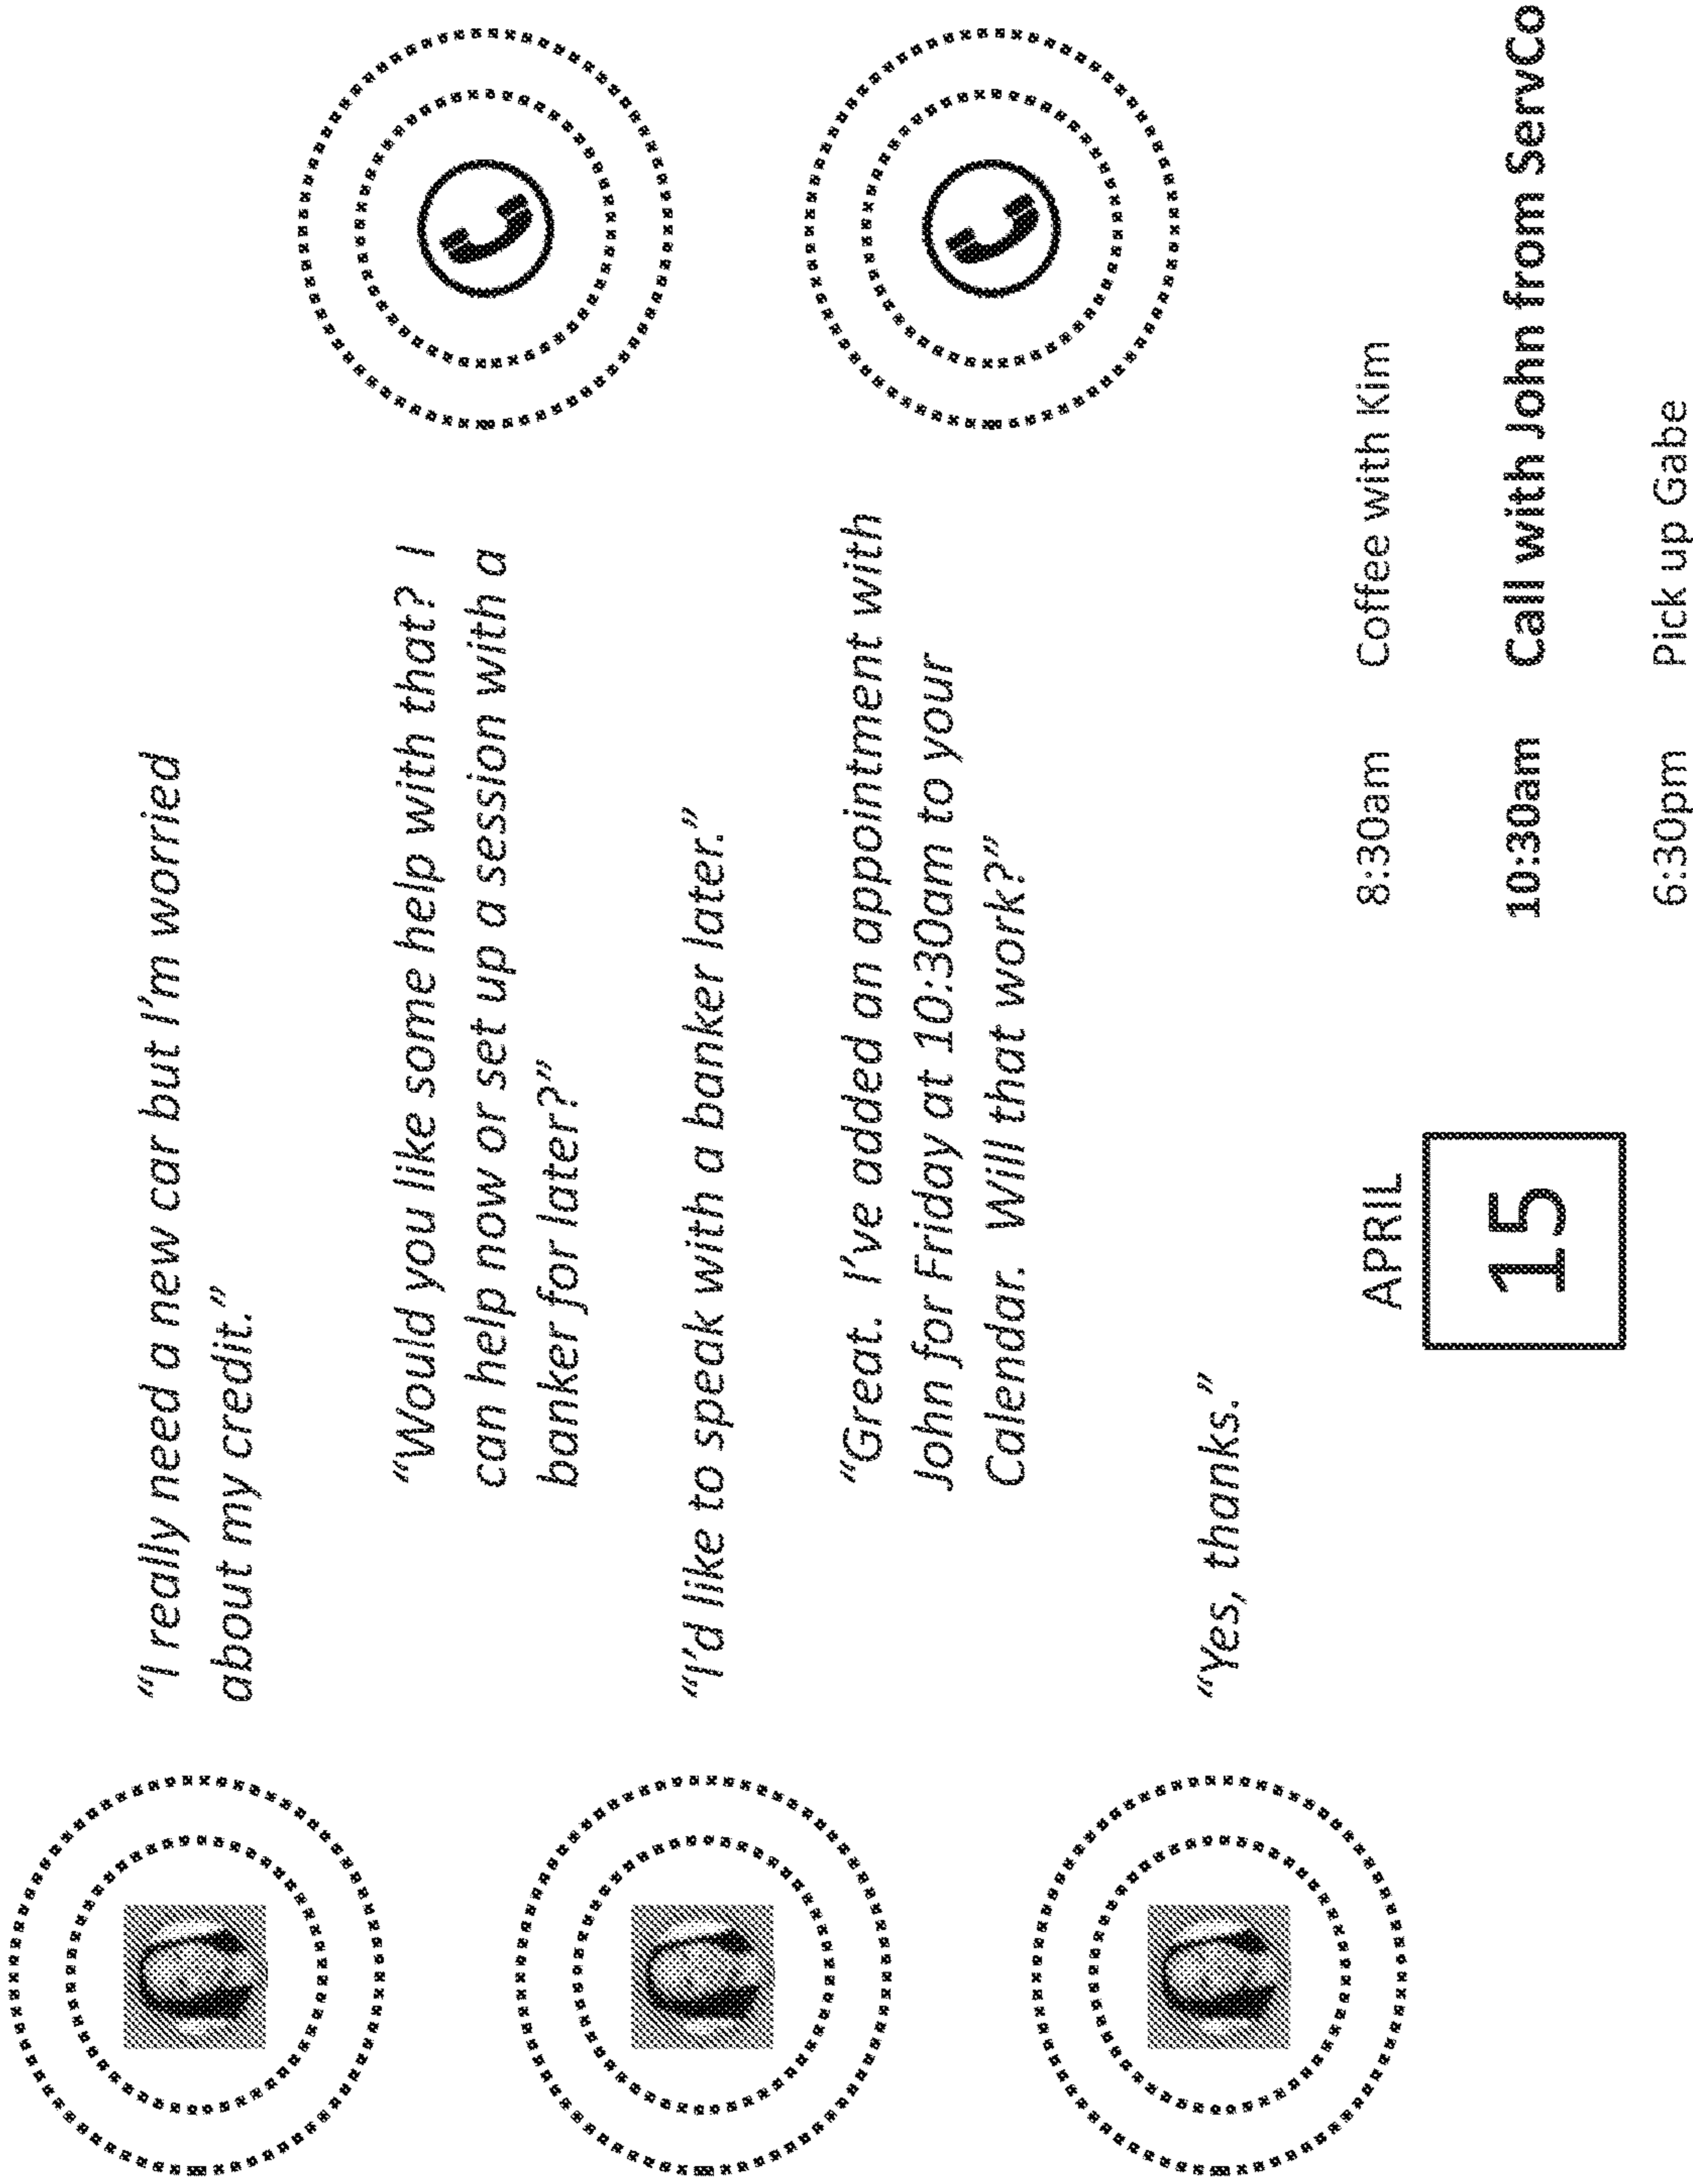 “I really need a new car but I’m worried
about my credit.”
“Would you like some help with that?  I
can help now or set up a session with a
banker for later?”
“I’d like to speak with a banker later.”
“Great.  I’ve added an appointment with
John for Friday at 10:30am to your
Calendar.  Will that work?”
“Yes, thanks.”
APRIL
15
8:30am Coffee with Kim
10:30am Call with John from ServCo
6:30pm Pick up Gabe